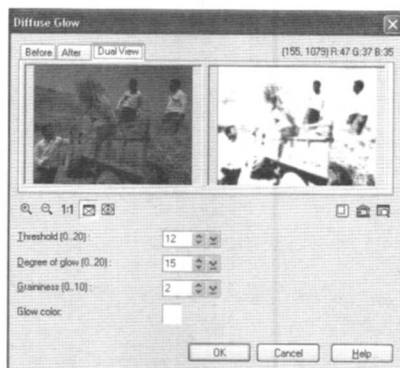 Diffuse Glow
Before After Dual View (155, 1079) R:47 G:37 B:35
1:1
Threshold (0..20) : 12
Degree of glow (0..20) : 15
Graininess (0..10) : 2
Glow color:
OK Cancel Help